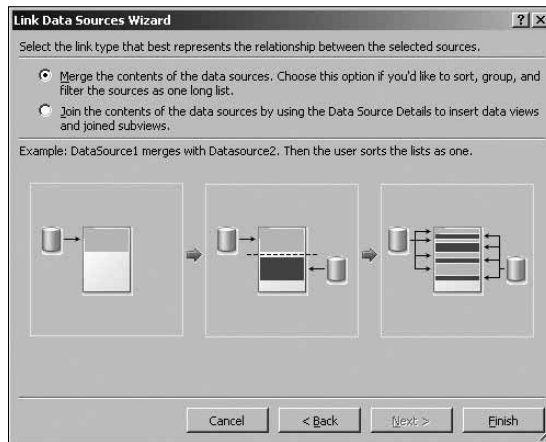 Link Data Sources Wizard
Select the link type that best represents the relationship between the selected sources.
Merge the contents of the data sources. Choose this option if you'd like to sort, group, and
filter the sources as one long list.
Join the contents of the data sources by using the Data Source Details to insert data views
and joined subviews.
Example: DataSource1 merges with Datasource2. Then the user sorts the lists as one.
Cancel
< Back
Next >
Finish